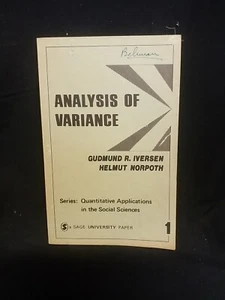 ANALYSIS OF
VARIANCE
GUDMUND R. IVERSEN
HELMUT NORPOTH
Series: Quantitative Applications
in the Social Sciences
A SAGE UNIVERSITY PAPER
1